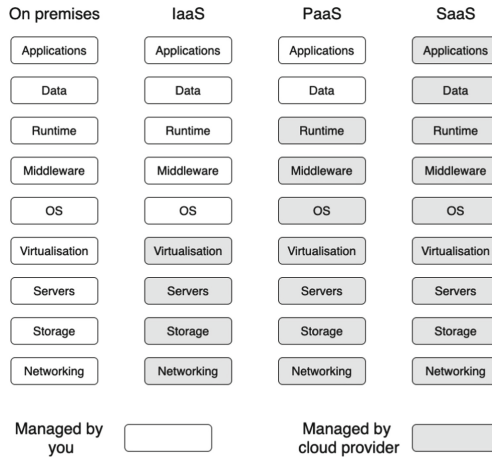 On premises IaaS PaaS SaaS
Applications Applications Applications Applications
Data Data Data Data
Runtime Runtime Runtime Runtime
Middleware Middleware Middleware Middleware
OS OS OS OS
Virtualisation Virtualisation Virtualisation Virtualisation
Servers Servers Servers Servers
Storage Storage Storage Storage
Networking Networking Networking Networking
Managed by
you
Managed by
cloud provider